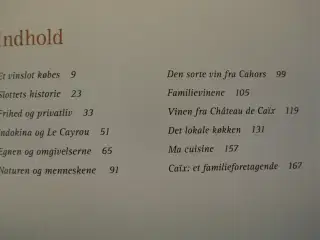 Indhold
Et vinslot købes 9
Slottets historie 23
Frihed og privatliv 33
Indokina og Le Cayrou 51
Egnen og omgivelserne 65
Naturen og menneskene 91
Den sorte vin fra Cahors 99
Familievinene 105
Vinen fra Château de Caïx 119
Det lokale køkken 131
Ma cuisine 157
Caïx: et familieforetagende 167